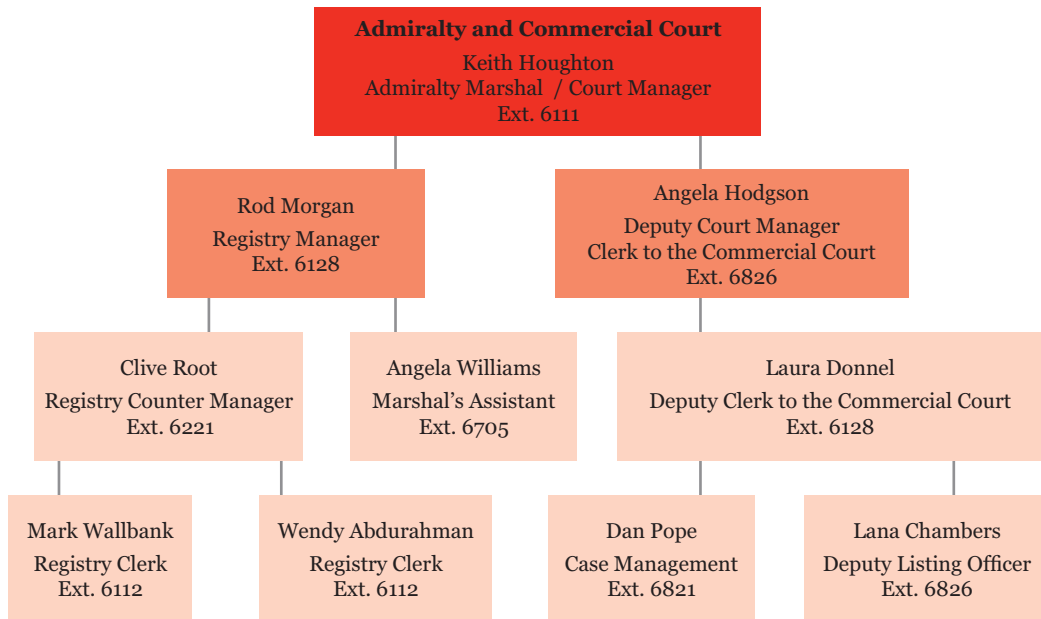 Admiralty and Commercial Court
Keith Houghton
Admiralty Marshal / Court Manager
Ext. 6111
Rod Morgan
Registry Manager
Ext. 6128
Angela Hodgson
Deputy Court Manager
Clerk to the Commercial Court
Ext. 6826
Clive Root
Registry Counter Manager
Ext. 6221
Angela Williams
Marshal’s Assistant
Ext. 6705
Laura Donnel
Deputy Clerk to the Commercial Court
Ext. 6128
Mark Wallbank
Registry Clerk
Ext. 6112
Wendy Abdurahman
Registry Clerk
Ext. 6112
Dan Pope
Case Management
Ext. 6821
Lana Chambers
Deputy Listing Officer
Ext. 6826